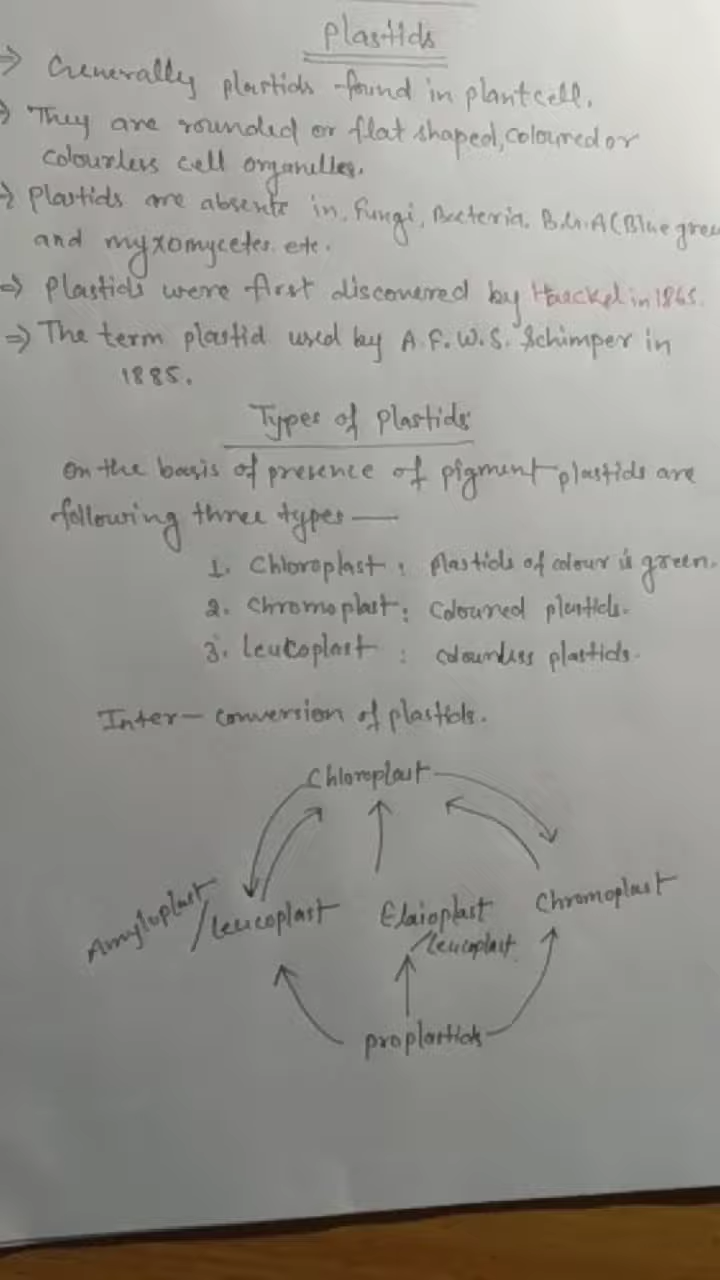 Plastids
⇒ Generally plastids found in plantcell.
⇒ They are rounded or flat shaped, coloured or
colourless cell organelles.
⇒ Plastids are absente in. Fungi, Bacteria. B.G.A (Blue green
and myxomycetes. etc.
⇒ Plastids were first discovered by Haeckel in 1865.
⇒ The term plastid used by A.F.W.S. Schimper in
1885.
Types of Plastids
on the basis of presence of pigment plastids are
following three types —
1. Chloroplast : Plastids of colour is green.
2. Chromoplast : Coloured plastids.
3. Leucoplast : colourless plastids.
Inter - conversion of plastids.
Chloroplast
Amyloplast
/Leucoplast
Elaioplast
/leucoplast
Chromoplast
proplastids